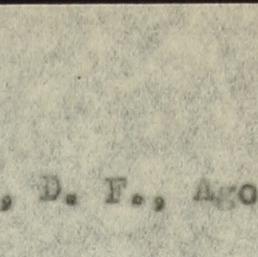 , D. F., Ago